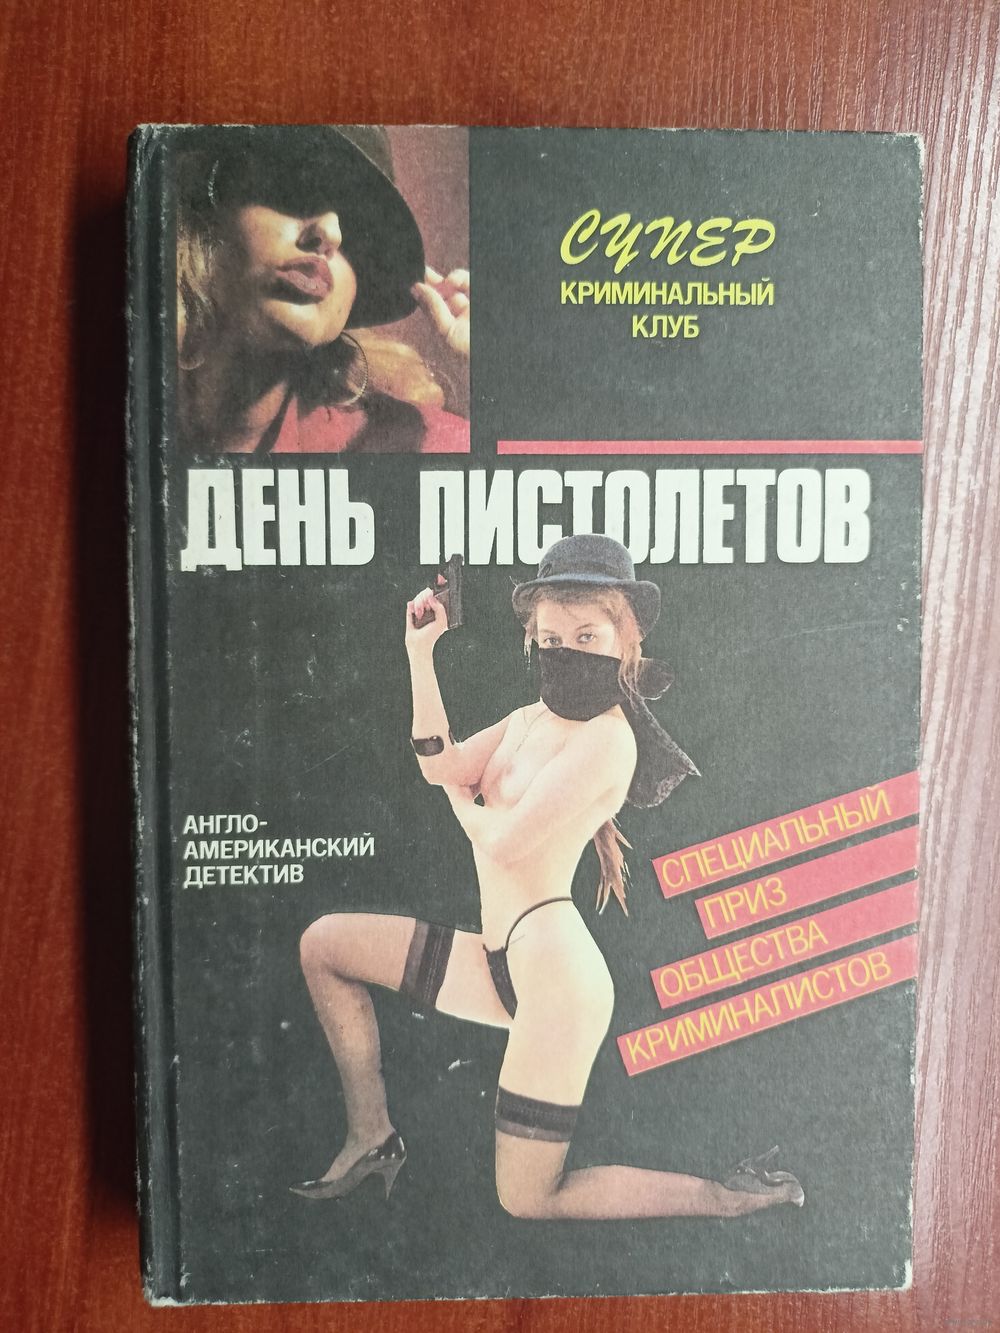 СУПЕР
КРИМИНАЛЬНЫЙ
КЛУБ
ДЕНЬ ПИСТОЛЕТОВ
АНГЛО-
АМЕРИКАНСКИЙ
ДЕТЕКТИВ
СПЕЦИАЛЬНЫЙ
ПРИЗ
ОБЩЕСТВА
КРИМИНАЛИСТОВ